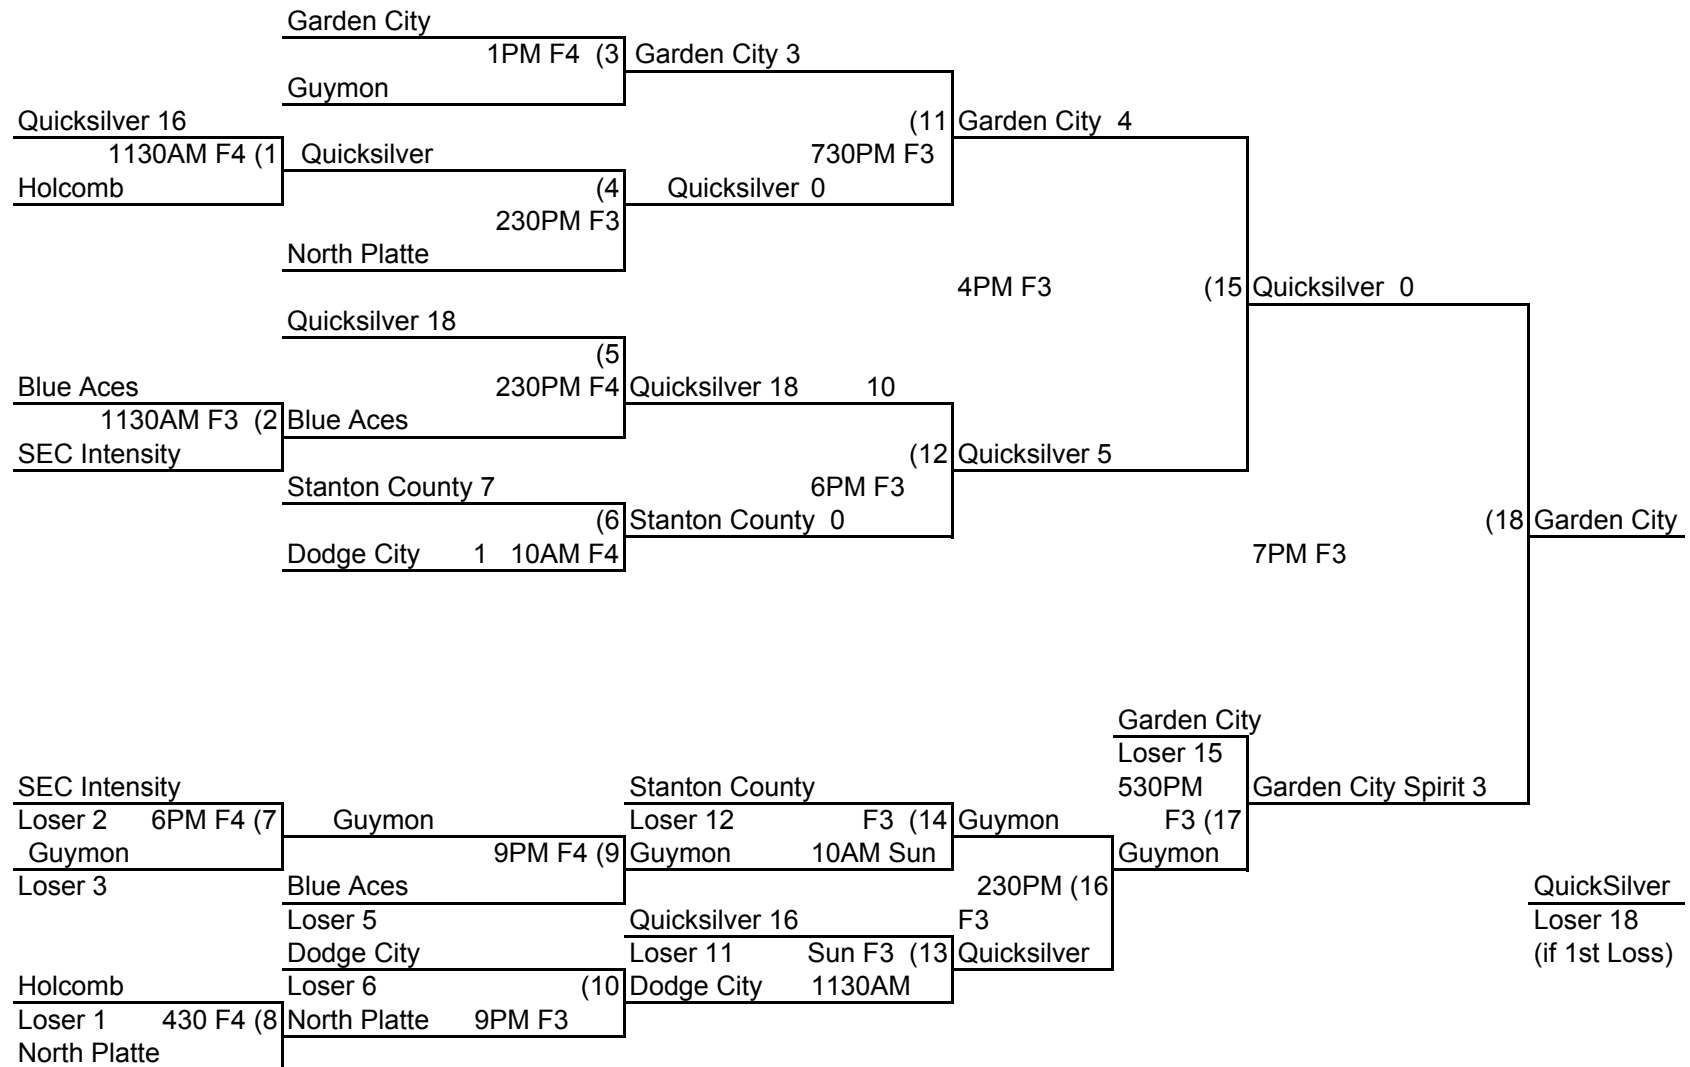 Garden City
1PM F4 (3 Garden City 3
Guymon
Quicksilver 16 (11 Garden City 4
1130AM F4 (1 Quicksilver 730PM F3
Holcomb (4 Quicksilver 0
230PM F3
North Platte
4PM F3 (15 Quicksilver 0
Quicksilver 18
(5
Blue Aces 230PM F4 Quicksilver 18 10
1130AM F3 (2 Blue Aces
SEC Intensity (12 Quicksilver 5
Stanton County 7 6PM F3
(6 Stanton County 0 (18 Garden City
Dodge City 1 10AM F4 7PM F3
Garden City
Loser 15
SEC Intensity Stanton County 530PM Garden City Spirit 3
Loser 2 6PM F4 (7 Guymon Loser 12 F3 (14 Guymon F3 (17
Guymon 9PM F4 (9 Guymon 10AM Sun Guymon
Loser 3 Blue Aces 230PM (16 QuickSilver
Loser 5 Quicksilver 16 F3 Loser 18
Dodge City Loser 11 Sun F3 (13 Quicksilver (if 1st Loss)
Holcomb Loser 6 (10 Dodge City 1130AM
Loser 1 430 F4 (8 North Platte 9PM F3
North Platte